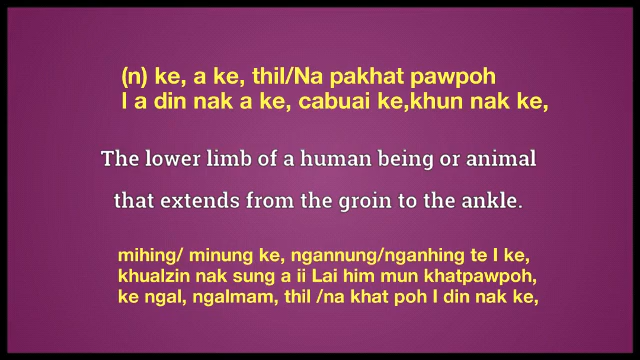 (n) ke, a ke, thil/Na pakhat pawpoh
I a din nak a ke, cabuai ke,khun nak ke,
The lower limb of a human being or animal
that extends from the groin to the ankle.
mihing/ minung ke, ngannung/nganhing te I ke,
khualzin nak sung a ii Lai him mun khatpawpoh,
ke ngal, ngalmam, thil /na khat poh I din nak ke,